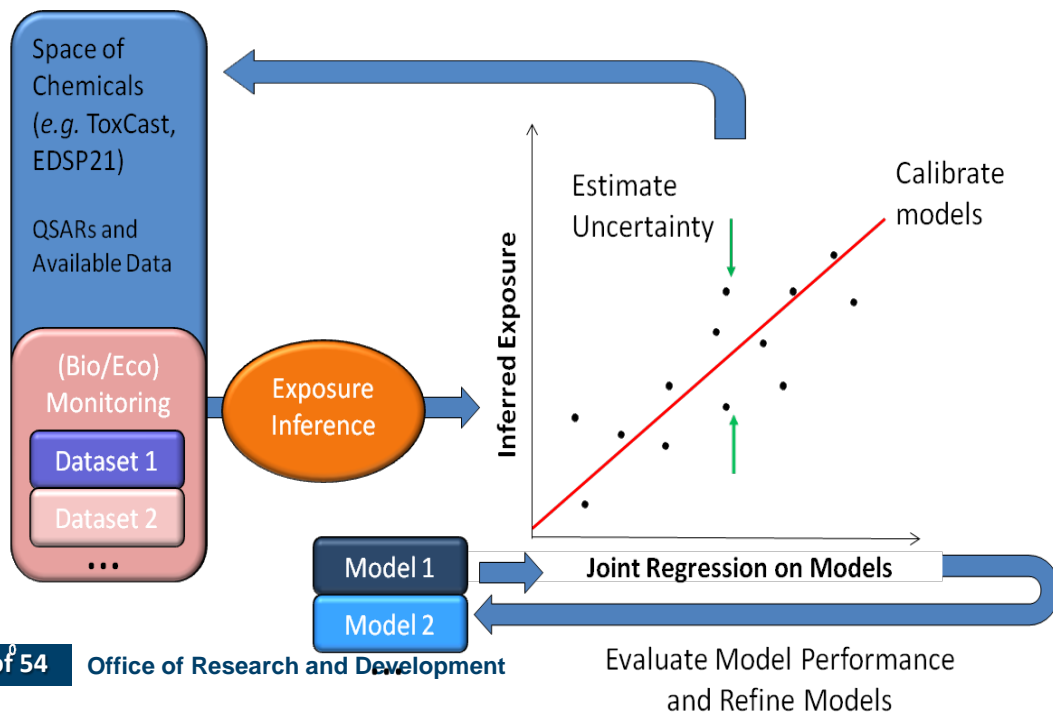 Space of
Chemicals
(e.g. ToxCast,
EDSP21)
QSARs and
Available Data
(Bio/Eco)
Monitoring
Dataset 1
Dataset 2
...
Exposure
Inference
Estimate
Uncertainty
Calibrate
models
Inferred Exposure
Joint Regression on Models
Model 1
Model 2
...
Evaluate Model Performance
and Refine Models
of 54
Office of Research and Development